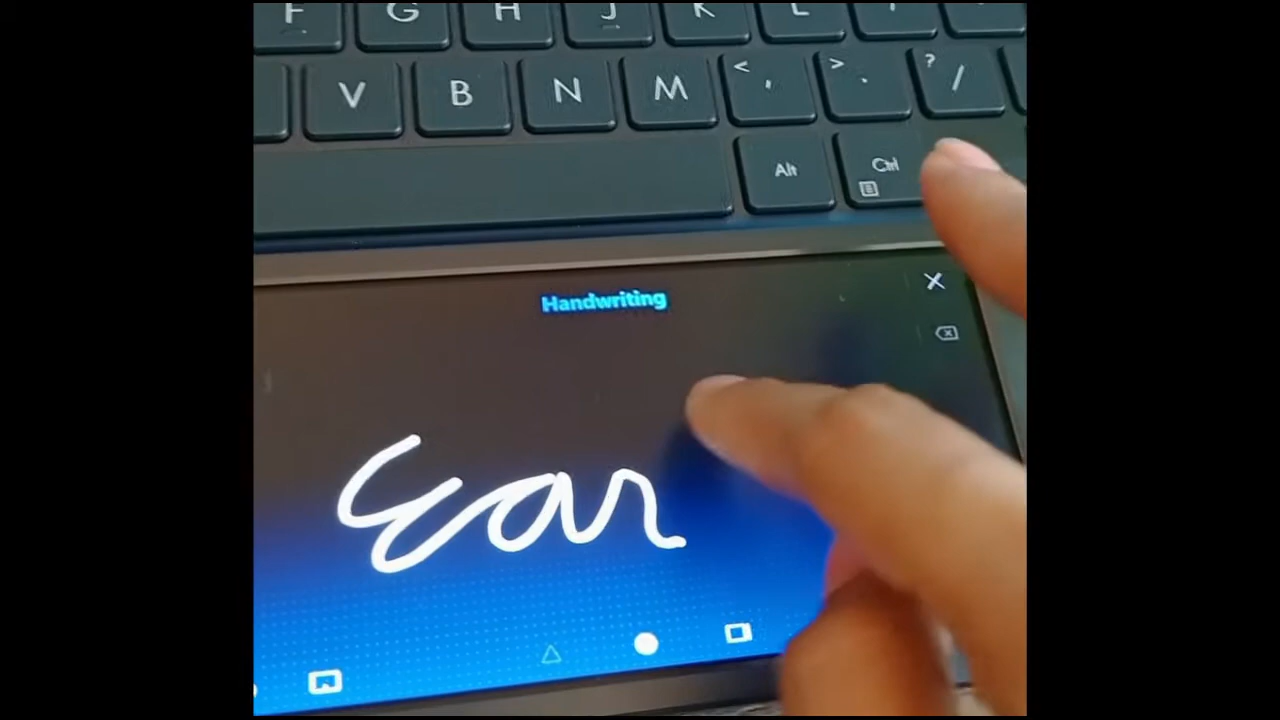 F G H J K L
V B N M < , > . ? /
Alt Ctrl
Handwriting
Ear